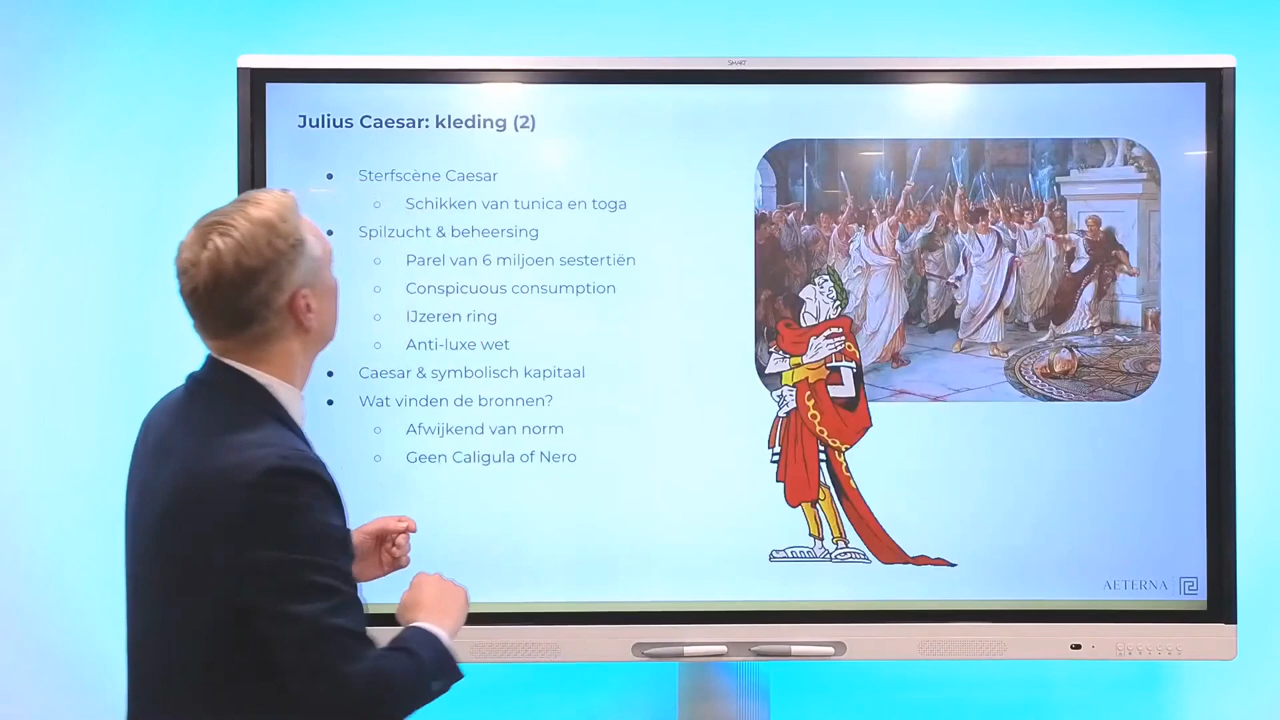 SMART
Julius Caesar: kleding (2)
Sterfscène Caesar
Schikken van tunica en toga
Spilzucht & beheersing
Parel van 6 miljoen sestertiën
Conspicuous consumption
IJzeren ring
Anti-luxe wet
Caesar & symbolisch kapitaal
Wat vinden de bronnen?
Afwijkend van norm
Geen Caligula of Nero
AETERNA